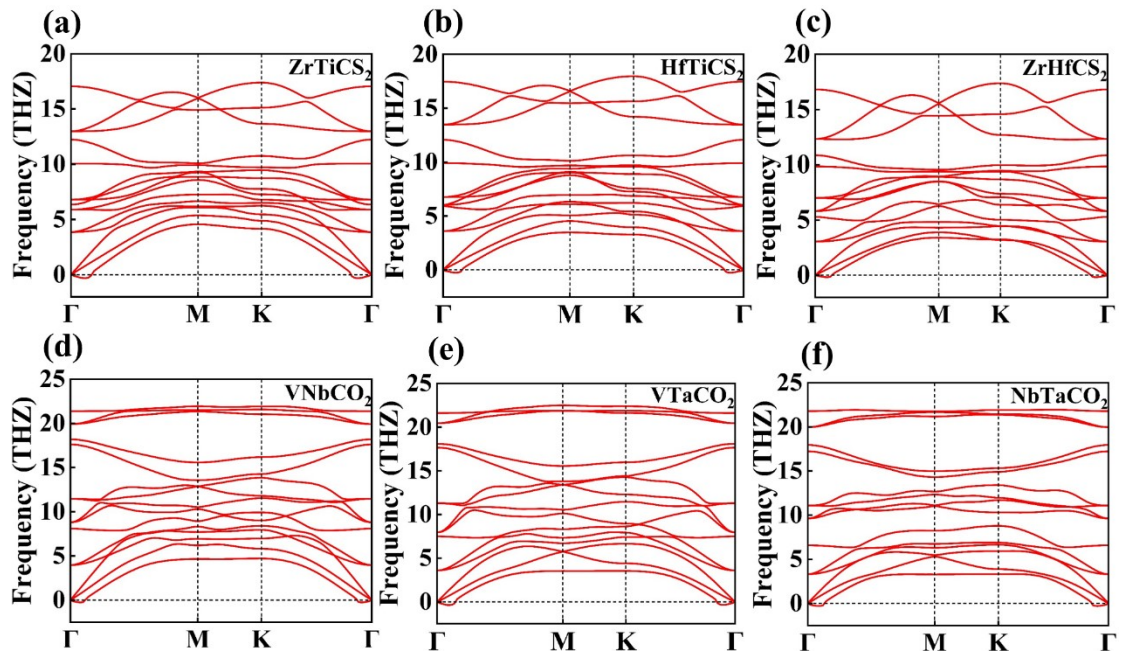 (a)
ZrTiCS₂
Frequency (THZ)
20
15
10
5
0
Γ M K Γ
(b)
HfTiCS₂
Frequency (THZ)
20
15
10
5
0
Γ M K Γ
(c)
ZrHfCS₂
Frequency (THZ)
20
15
10
5
0
Γ M K Γ
(d)
VNbCO₂
Frequency (THZ)
25
20
15
10
5
0
Γ M K Γ
(e)
VTaCO₂
Frequency (THZ)
25
20
15
10
5
0
Γ M K Γ
(f)
NbTaCO₂
Frequency (THZ)
25
20
15
10
5
0
Γ M K Γ